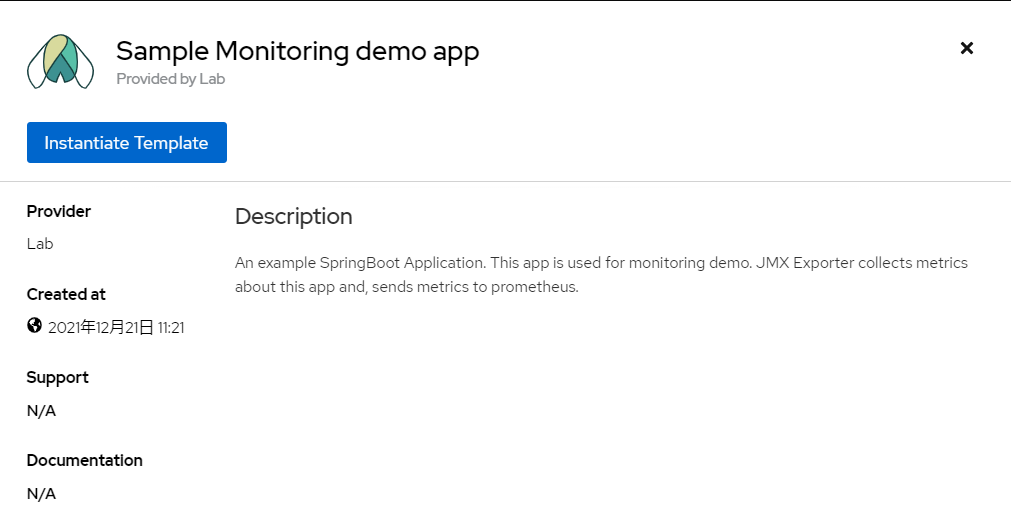 Sample Monitoring demo app
Provided by Lab
Instantiate Template
Provider
Lab
Created at
2021年12月21日 11:21
Support
N/A
Documentation
N/A
Description
An example SpringBoot Application. This app is used for monitoring demo. JMX Exporter collects metrics
about this app and, sends metrics to prometheus.